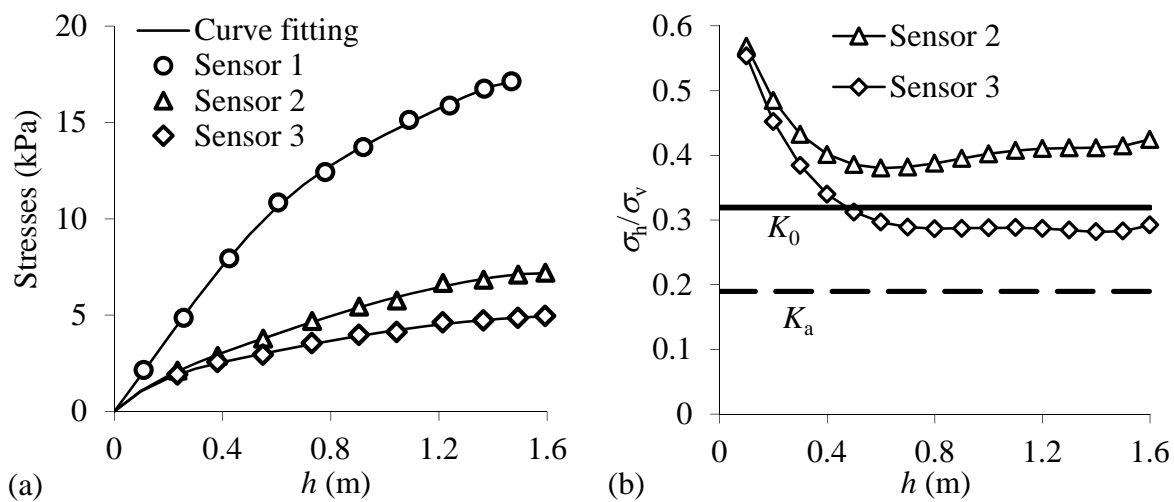 20
15
10
5
0
Stresses (kPa)
Curve fitting
Sensor 1
Sensor 2
Sensor 3
0 0.4 0.8 1.2 1.6
h (m)
(a)
0.6
0.5
0.4
0.3
0.2
0.1
0
σh/σv
Sensor 2
Sensor 3
K0
Ka
0 0.4 0.8 1.2 1.6
h (m)
(b)